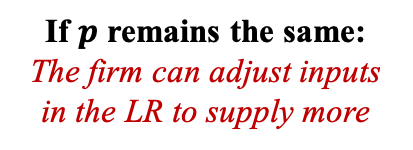 If p remains the same:
The firm can adjust inputs
in the LR to supply more